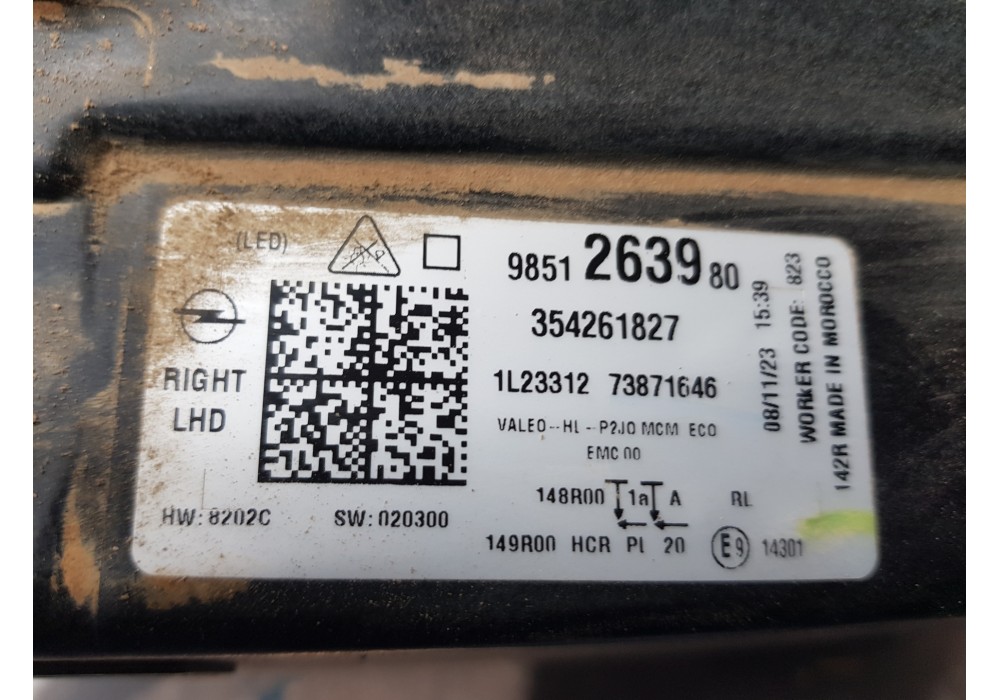 (LED)
RIGHT
LHD
HW: 8202C
SW: 020300
98512639 80
354261827
1L23312 73871646
VALEO--HL--P2JO MCM ECO
EMC 00
148R00 1a A RL
149R00 HCR PL 20 E9 14301
08/11/23 15:39
WORKER CODE: 823
142R MADE IN MOROCCO